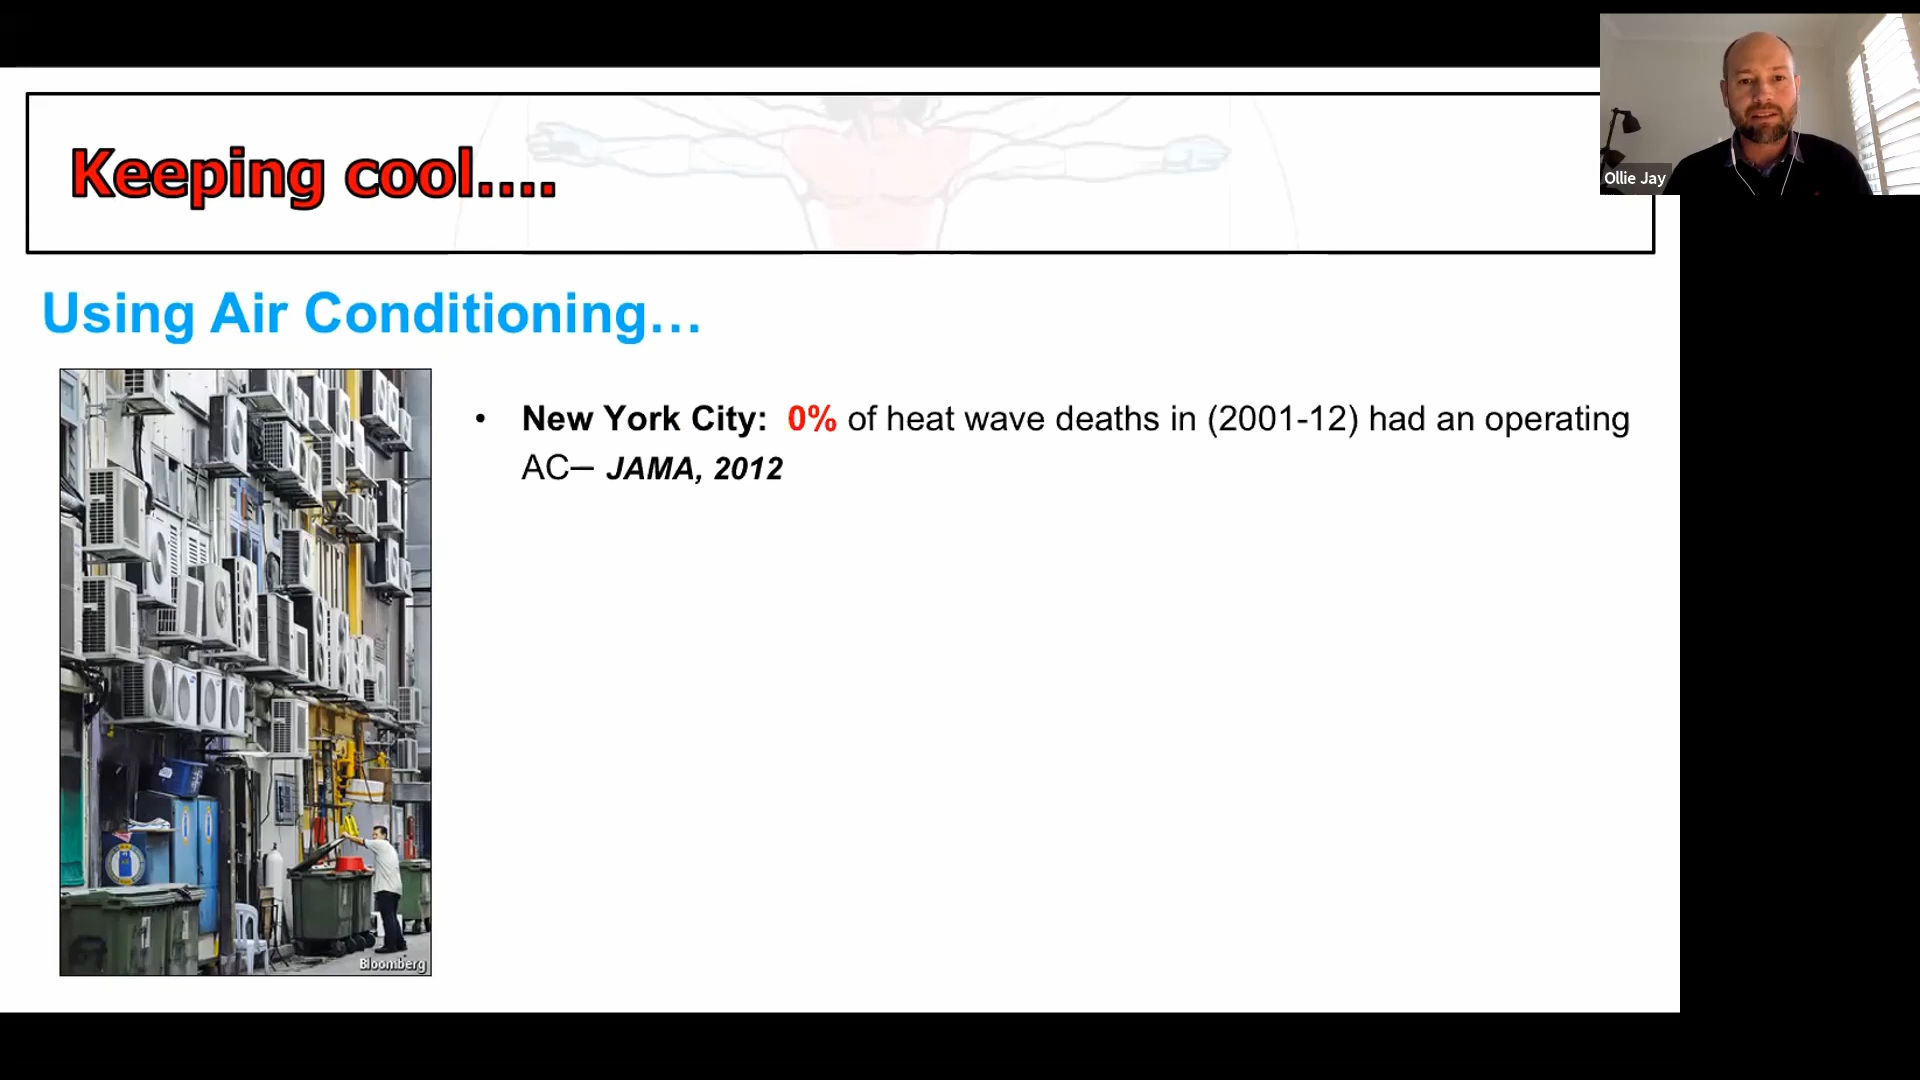 Keeping cool....
Ollie Jay
Using Air Conditioning…
• New York City: 0% of heat wave deaths in (2001-12) had an operating
AC– JAMA, 2012
Bloomberg